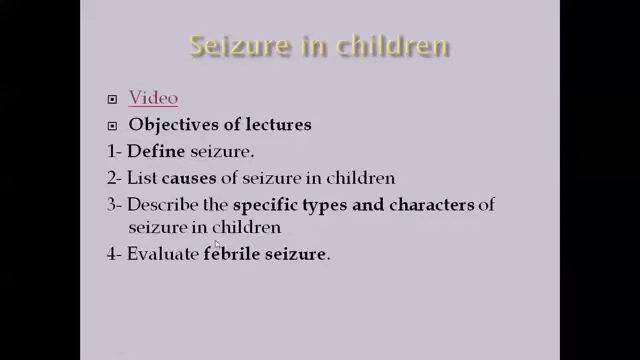 Seizure in children
Video
Objectives of lectures
1- Define seizure.
2- List causes of seizure in children
3- Describe the specific types and characters of
seizure in children
4- Evaluate febrile seizure.